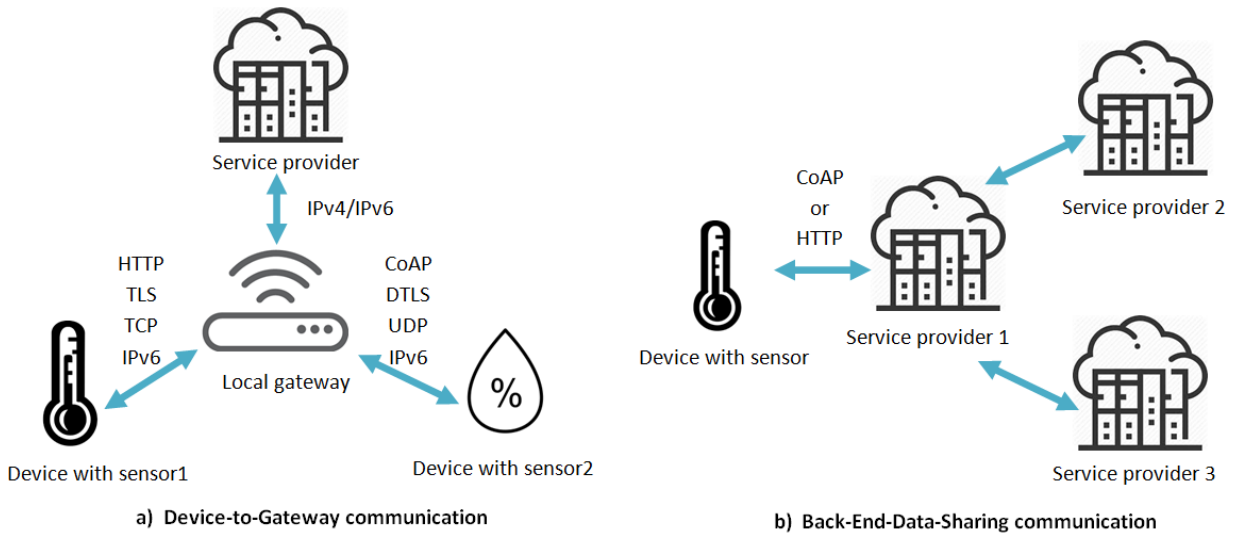 Service provider
IPv4/IPv6
HTTP
TLS
TCP
IPv6
CoAP
DTLS
UDP
IPv6
Local gateway
%
Device with sensor1
Device with sensor2
a) Device-to-Gateway communication
CoAP
or
HTTP
Device with sensor
Service provider 1
Service provider 2
Service provider 3
b) Back-End-Data-Sharing communication